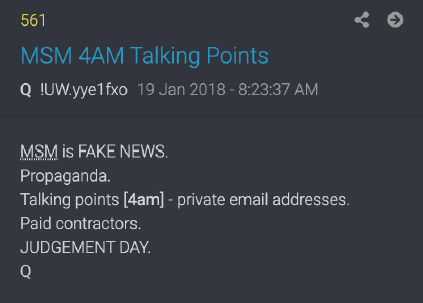 561
MSM 4AM Talking Points
Q !UW.yye1fxo 19 Jan 2018 - 8:23:37 AM
MSM is FAKE NEWS.
Propaganda.
Talking points [4am] - private email addresses.
Paid contractors.
JUDGEMENT DAY.
Q